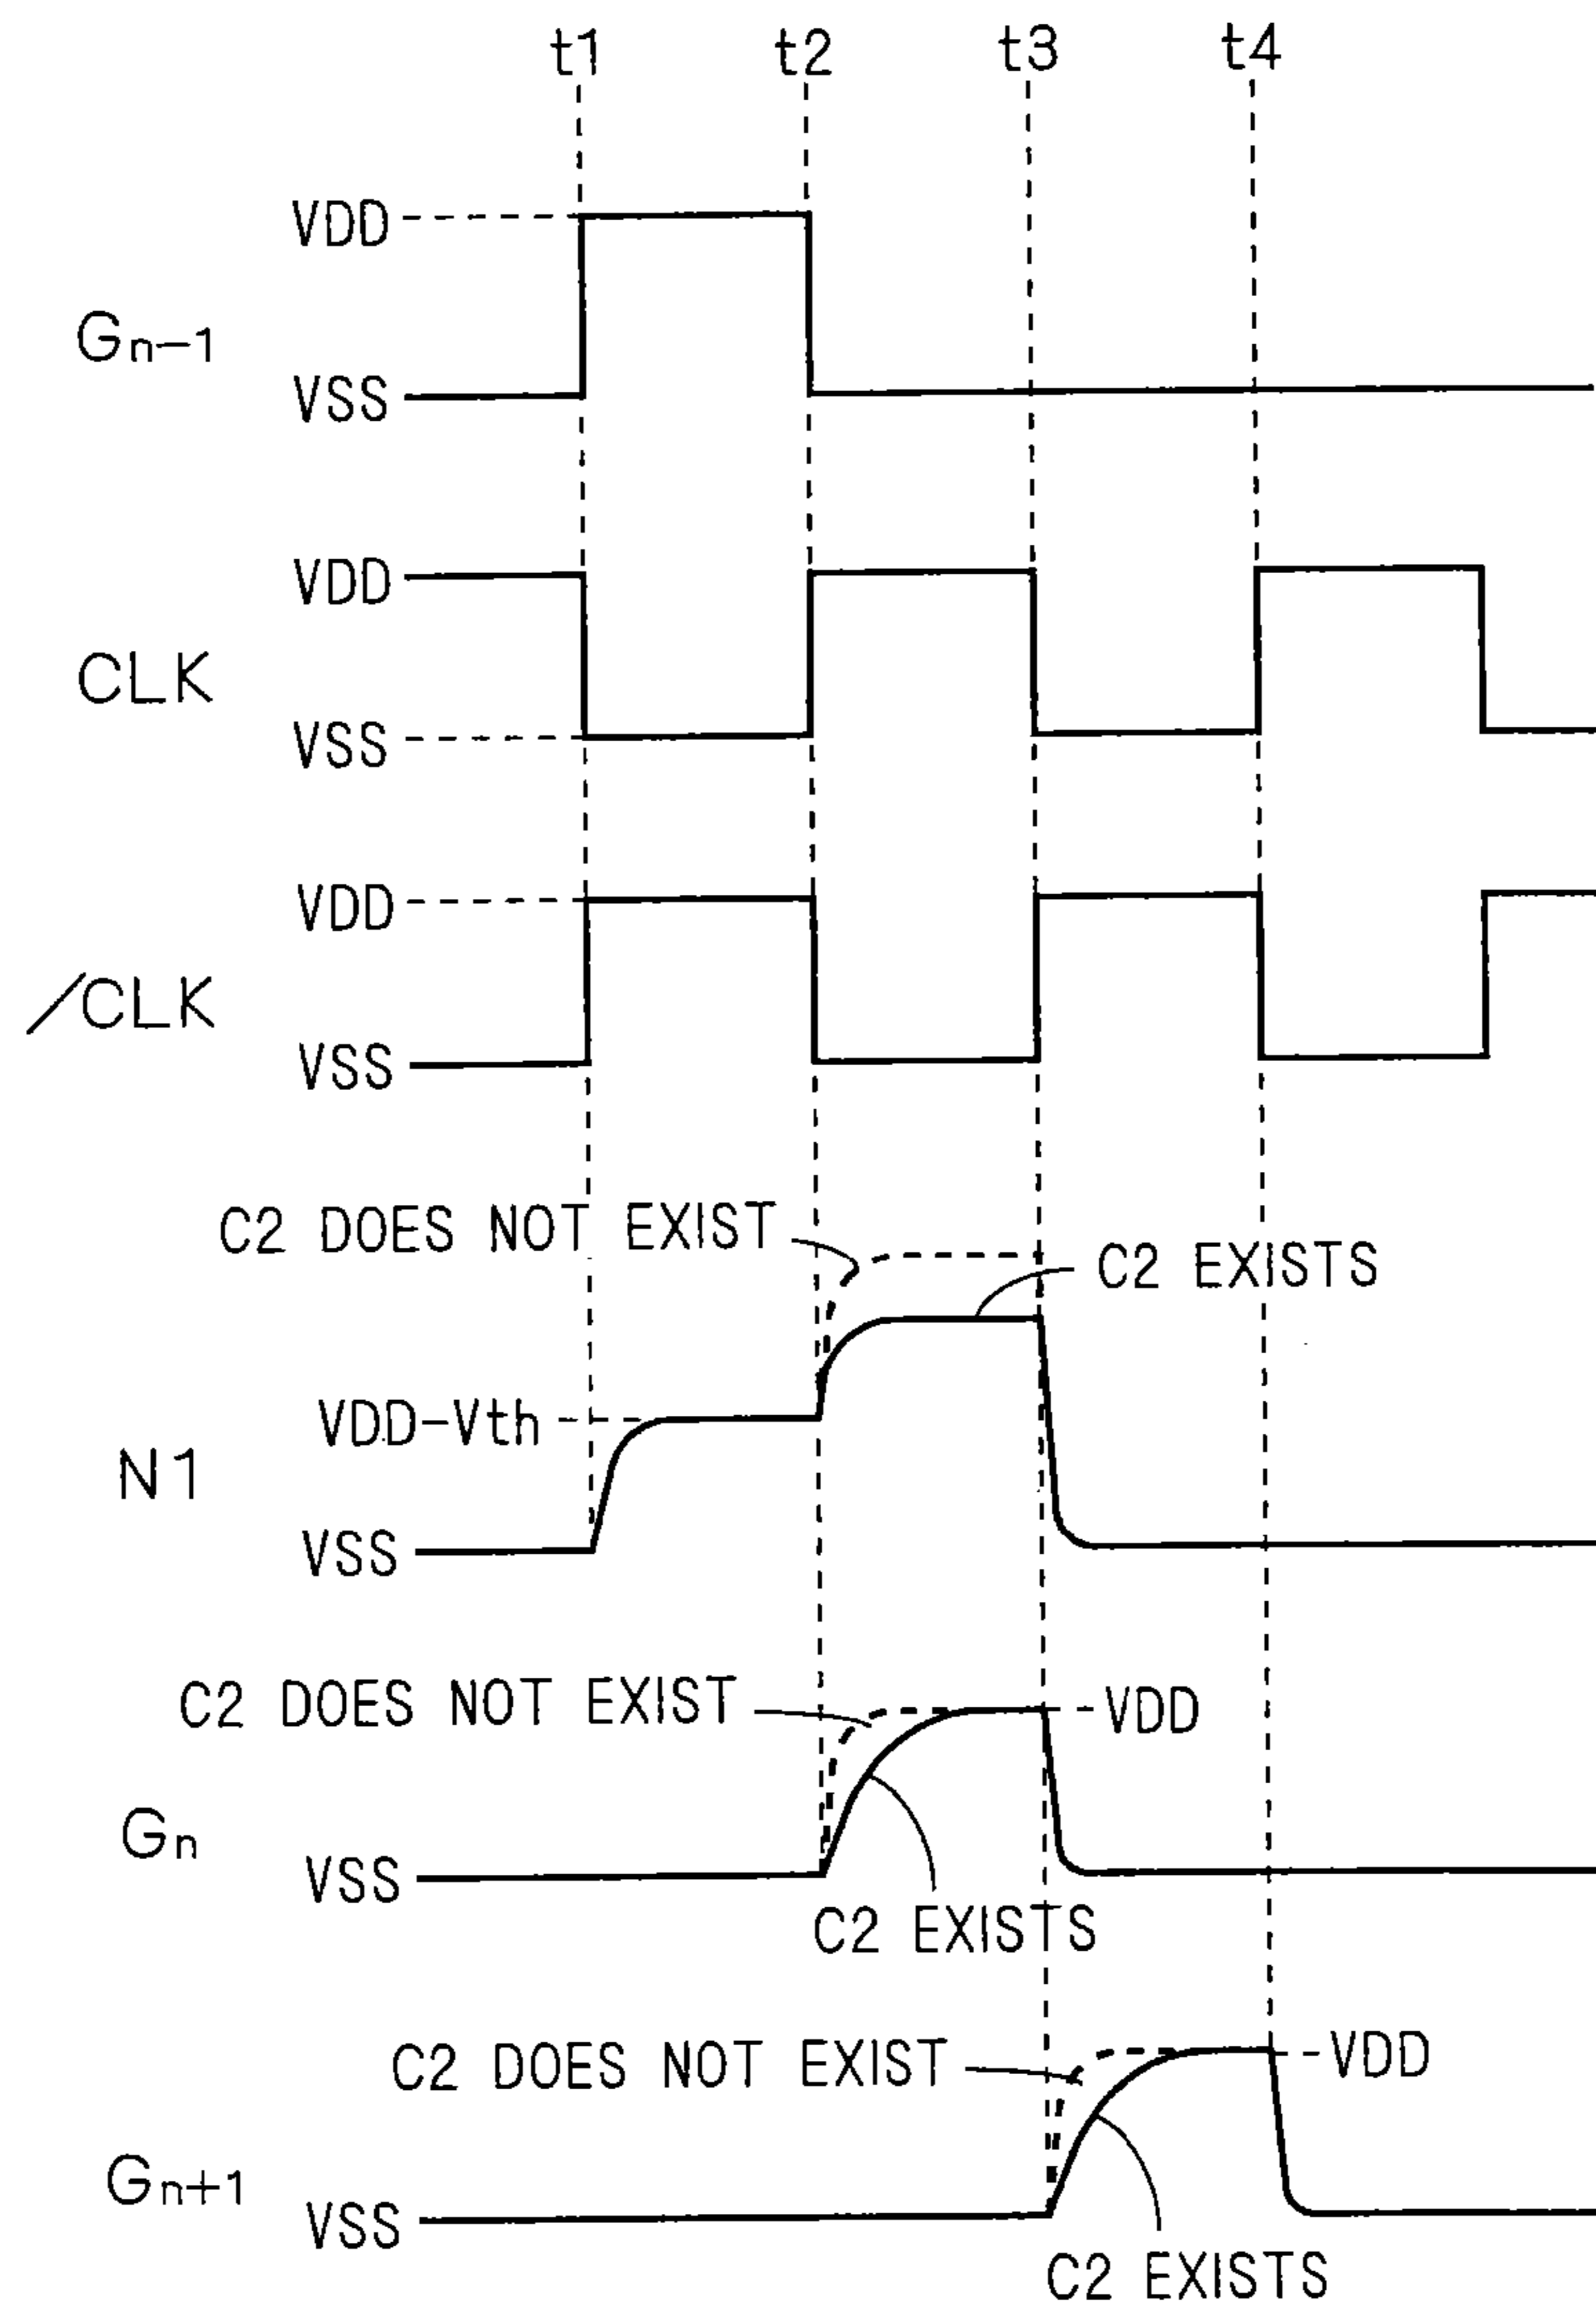 t1 t2 t3 t4
VDD
Gn-1
VSS
VDD
CLK
VSS
VDD
/CLK
VSS
C2 DOES NOT EXIST
C2 EXISTS
VDD-Vth
N1
VSS
C2 DOES NOT EXIST
VDD
Gn
VSS
C2 EXISTS
C2 DOES NOT EXIST
VDD
Gn+1
VSS
C2 EXISTS